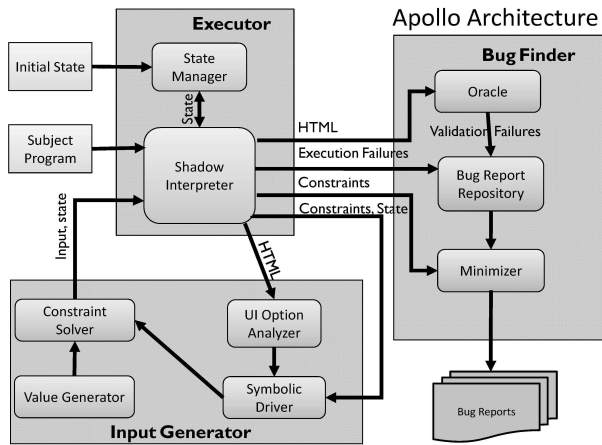 Apollo Architecture
Executor
Bug Finder
Initial State
State
Manager
Oracle
State
HTML
Validation Failures
Subject
Program
Shadow
Interpreter
Execution Failures
Bug Report
Repository
Constraints
Constraints, State
Input, state
HTML
Minimizer
Constraint
Solver
UI Option
Analyzer
Value Generator
Symbolic
Driver
Bug Reports
Input Generator